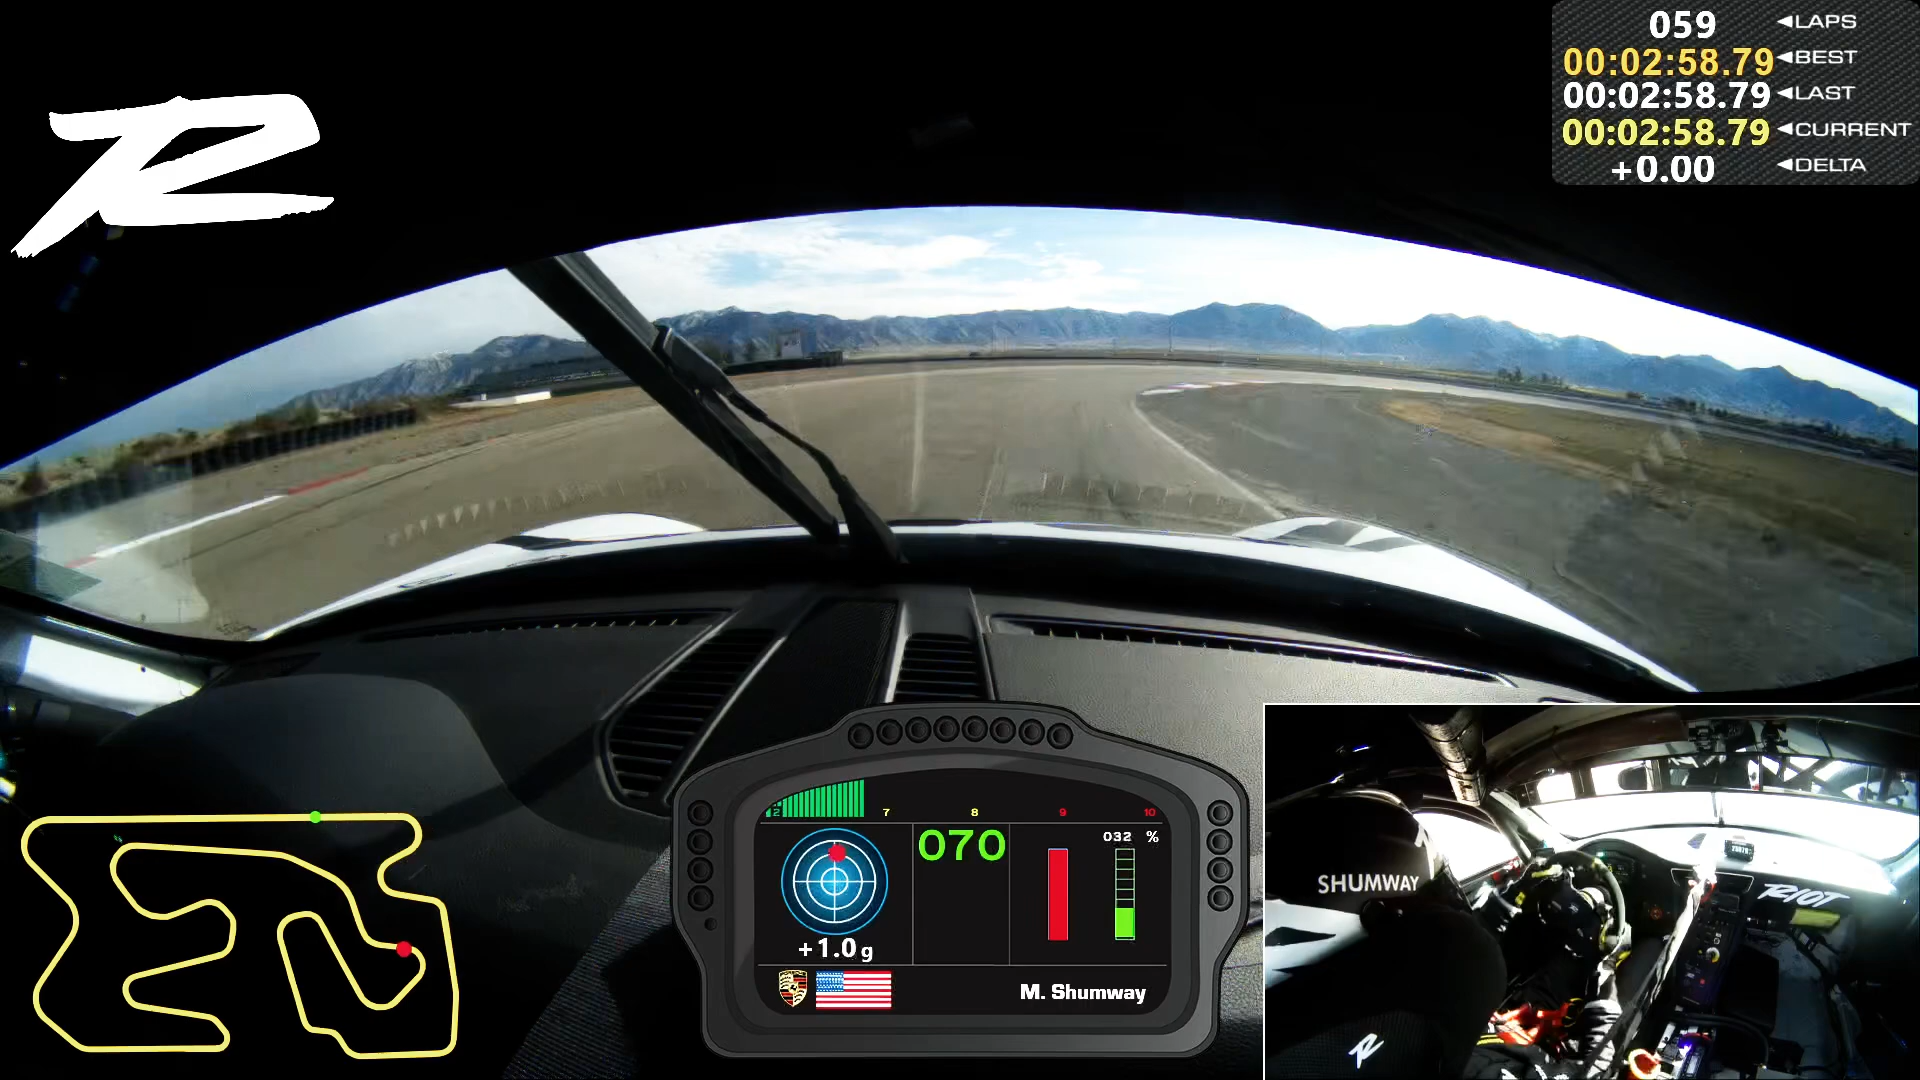 059 ◄LAPS
00:02:58.79 ◄BEST
00:02:58.79 ◄LAST
00:02:58.79 ◄CURRENT
+0.00 ◄DELTA
R
2 7 8 9 10
070
032 %
+1.0g
M. Shumway
SHUMWAY
RIOT
R